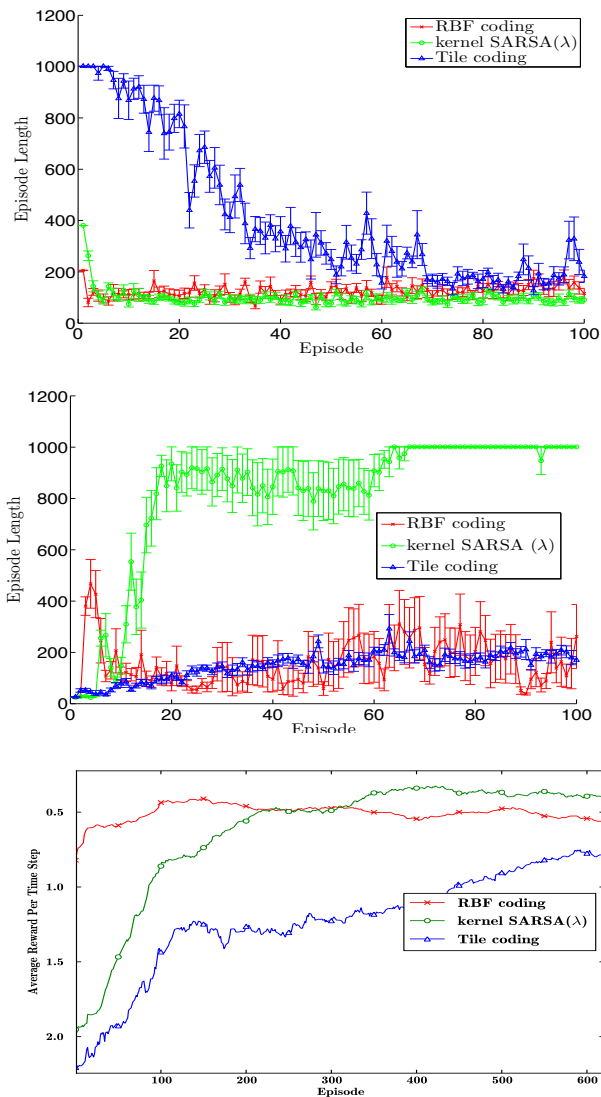 1200
1000
800
600
400
200
0
Episode Length
RBF coding
kernel SARSA(λ)
Tile coding
0
20
40
60
80
100
Episode
1200
1000
800
600
400
200
0
Episode Length
RBF coding
kernel SARSA (λ)
Tile coding
0
20
40
60
80
100
Episode
0.5
1.0
1.5
2.0
Average Reward Per Time Step
RBF coding
kernel SARSA(λ)
Tile coding
100
200
300
400
500
600
Episode